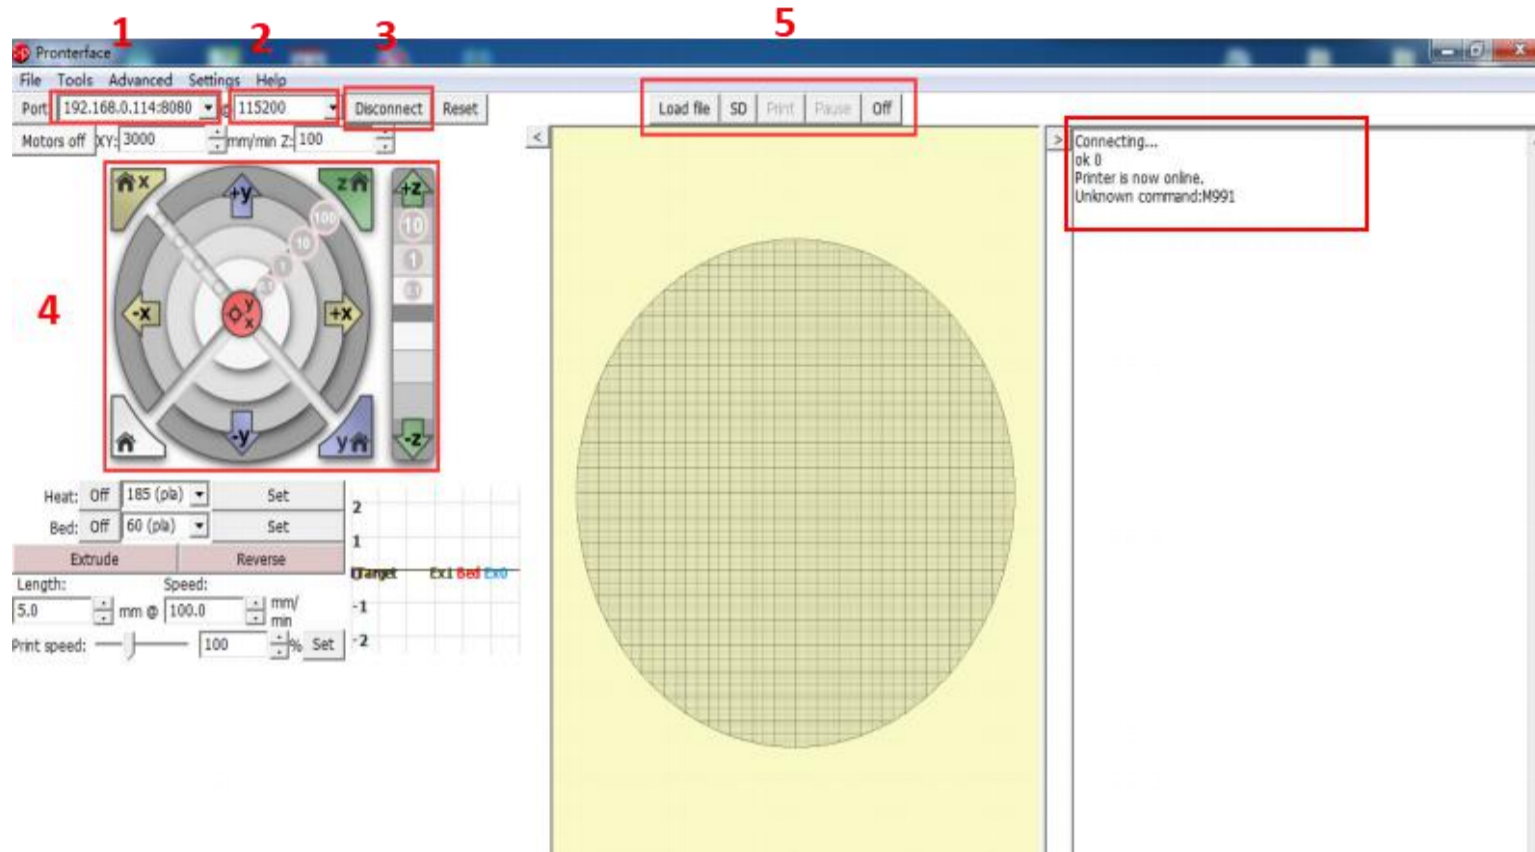 1 2 3 5
Pronterface
File Tools Advanced Settings Help
Port 192.168.0.114:8080 @ 115200 Disconnect Reset Load file SD Print Pause Off
Motors off XY: 3000 mm/min Z: 100 < >
Connecting...
ok 0
Printer is now online.
Unknown command:M991
x +y z +z
100 10
10
1 1
-x y x +x
4
-y y -z
Heat: Off 185 (pla) Set
Bed: Off 60 (pla) Set
Extrude Reverse
Length: Speed:
5.0 mm @ 100.0 mm/
min
Print speed: 100 % Set
2
1
Target Ex1 Bed Ex0
-1
-2